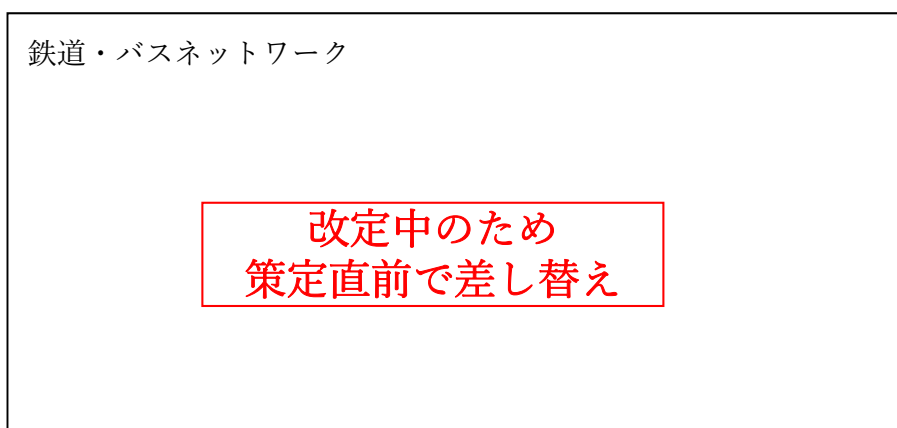 鉄道・バスネットワーク
改定中のため
策定直前で差し替え